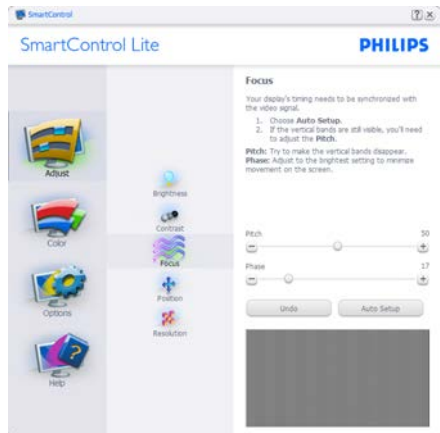 SmartControl
SmartControl Lite
PHILIPS
Adjust
Color
Options
Help
Brightness
Contrast
Focus
Position
Resolution
Focus
Your display's timing needs to be synchronized with
the video signal.
1. Choose Auto Setup.
2. If the vertical bands are still visible, you'll need
to adjust the Pitch.
Pitch: Try to make the vertical bands disappear.
Phase: Adjust to the brightest setting to minimize
movement on the screen.
Pitch 50
Phase 17
Undo Auto Setup